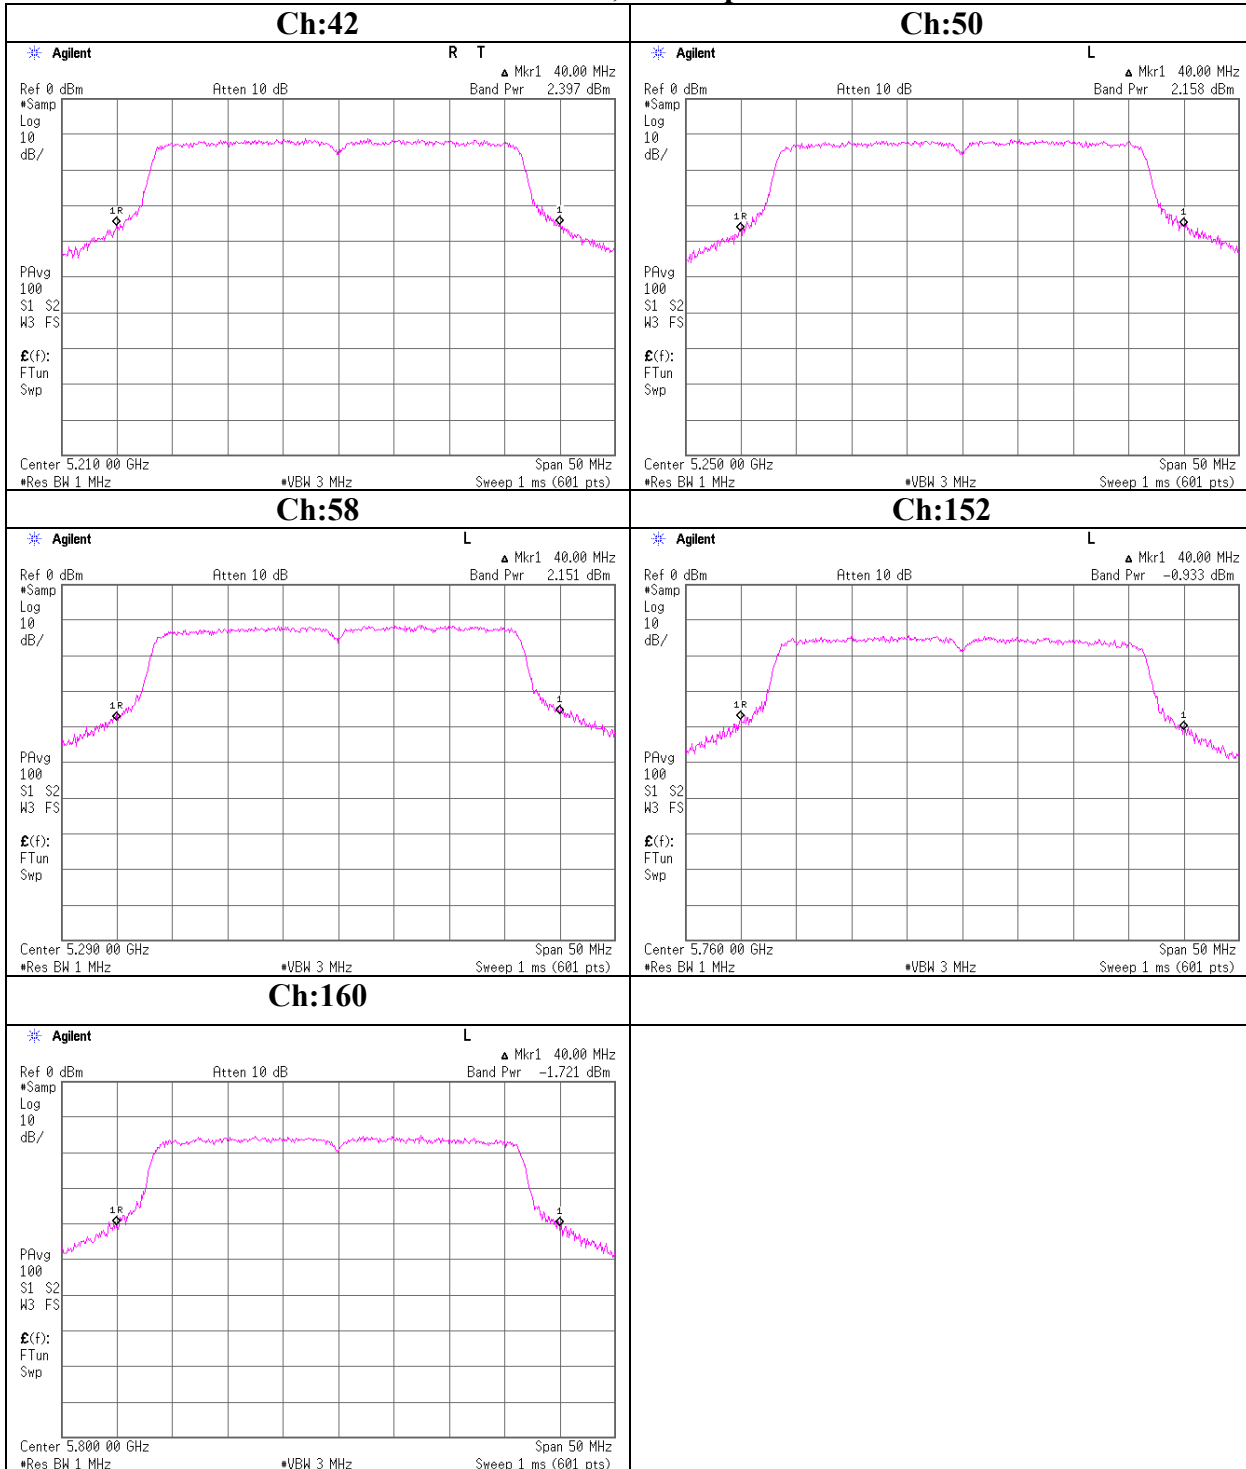 Ch:42
Agilent R T
Δ Mkr1 40.00 MHz
Ref 0 dBm Atten 10 dB Band Pwr 2.397 dBm
#Samp
Log
10
dB/
1R
1
PAvg
100
S1 S2
W3 FS
£(f):
FTun
Swp
Center 5.210 00 GHz Span 50 MHz
#Res BW 1 MHz #VBW 3 MHz Sweep 1 ms (601 pts)
Ch:50
Agilent L
Δ Mkr1 40.00 MHz
Ref 0 dBm Atten 10 dB Band Pwr 2.158 dBm
#Samp
Log
10
dB/
1R
1
PAvg
100
S1 S2
W3 FS
£(f):
FTun
Swp
Center 5.250 00 GHz Span 50 MHz
#Res BW 1 MHz #VBW 3 MHz Sweep 1 ms (601 pts)
Ch:58
Agilent L
Δ Mkr1 40.00 MHz
Ref 0 dBm Atten 10 dB Band Pwr 2.151 dBm
#Samp
Log
10
dB/
1R
1
PAvg
100
S1 S2
W3 FS
£(f):
FTun
Swp
Center 5.290 00 GHz Span 50 MHz
#Res BW 1 MHz #VBW 3 MHz Sweep 1 ms (601 pts)
Ch:152
Agilent L
Δ Mkr1 40.00 MHz
Ref 0 dBm Atten 10 dB Band Pwr -0.933 dBm
#Samp
Log
10
dB/
1R
1
PAvg
100
S1 S2
W3 FS
£(f):
FTun
Swp
Center 5.760 00 GHz Span 50 MHz
#Res BW 1 MHz #VBW 3 MHz Sweep 1 ms (601 pts)
Ch:160
Agilent L
Δ Mkr1 40.00 MHz
Ref 0 dBm Atten 10 dB Band Pwr -1.721 dBm
#Samp
Log
10
dB/
1R
1
PAvg
100
S1 S2
W3 FS
£(f):
FTun
Swp
Center 5.800 00 GHz Span 50 MHz
#Res BW 1 MHz #VBW 3 MHz Sweep 1 ms (601 pts)